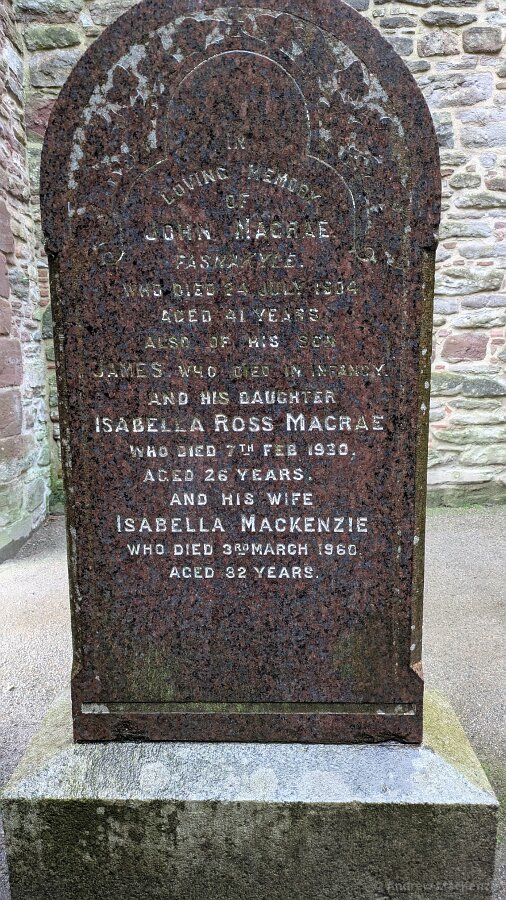 IN
LOVING MEMORY
OF
JOHN MACRAE
FASNAKYLE.
WHO DIED 24 JULY 1904
AGED 41 YEARS.
ALSO OF HIS SON
JAMES WHO DIED IN INFANCY.
AND HIS DAUGHTER
ISABELLA ROSS MACRAE
WHO DIED 7TH FEB 1930.
AGED 26 YEARS.
AND HIS WIFE
ISABELLA MACKENZIE
WHO DIED 3RD MARCH 1960.
AGED 82 YEARS.
© Andrew MacKenzie